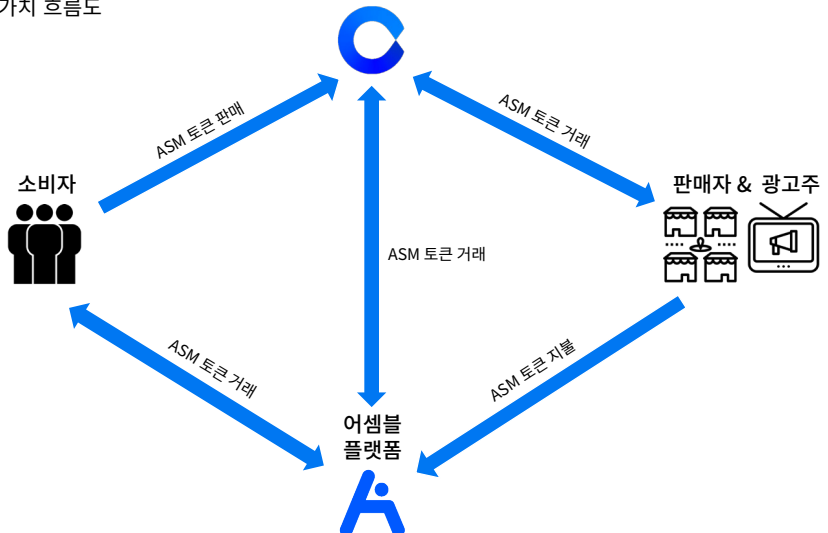 가치 흐름도
ASM 토큰 판매
ASM 토큰 거래
소비자
판매자 & 광고주
ASM 토큰 거래
ASM 토큰 거래
ASM 토큰 지불
어셈블
플랫폼